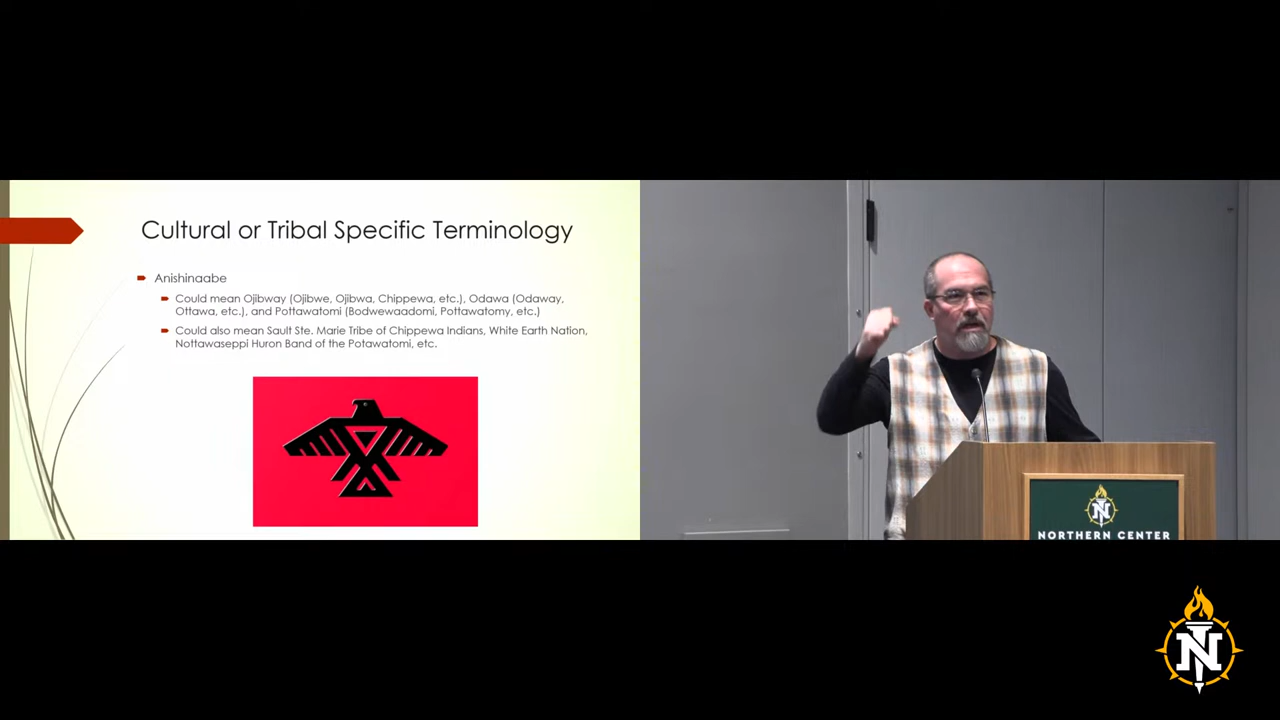 Cultural or Tribal Specific Terminology
Anishinaabe
Could mean Ojibway (Ojibwe, Ojibwa, Chippewa, etc.), Odawa (Odaway,
Ottawa, etc.), and Pottawatomi (Bodwewaadomi, Pottawatomy, etc.)
Could also mean Sault Ste. Marie Tribe of Chippewa Indians, White Earth Nation,
Nottawaseppi Huron Band of the Potawatomi, etc.
N
NORTHERN CENTER
N